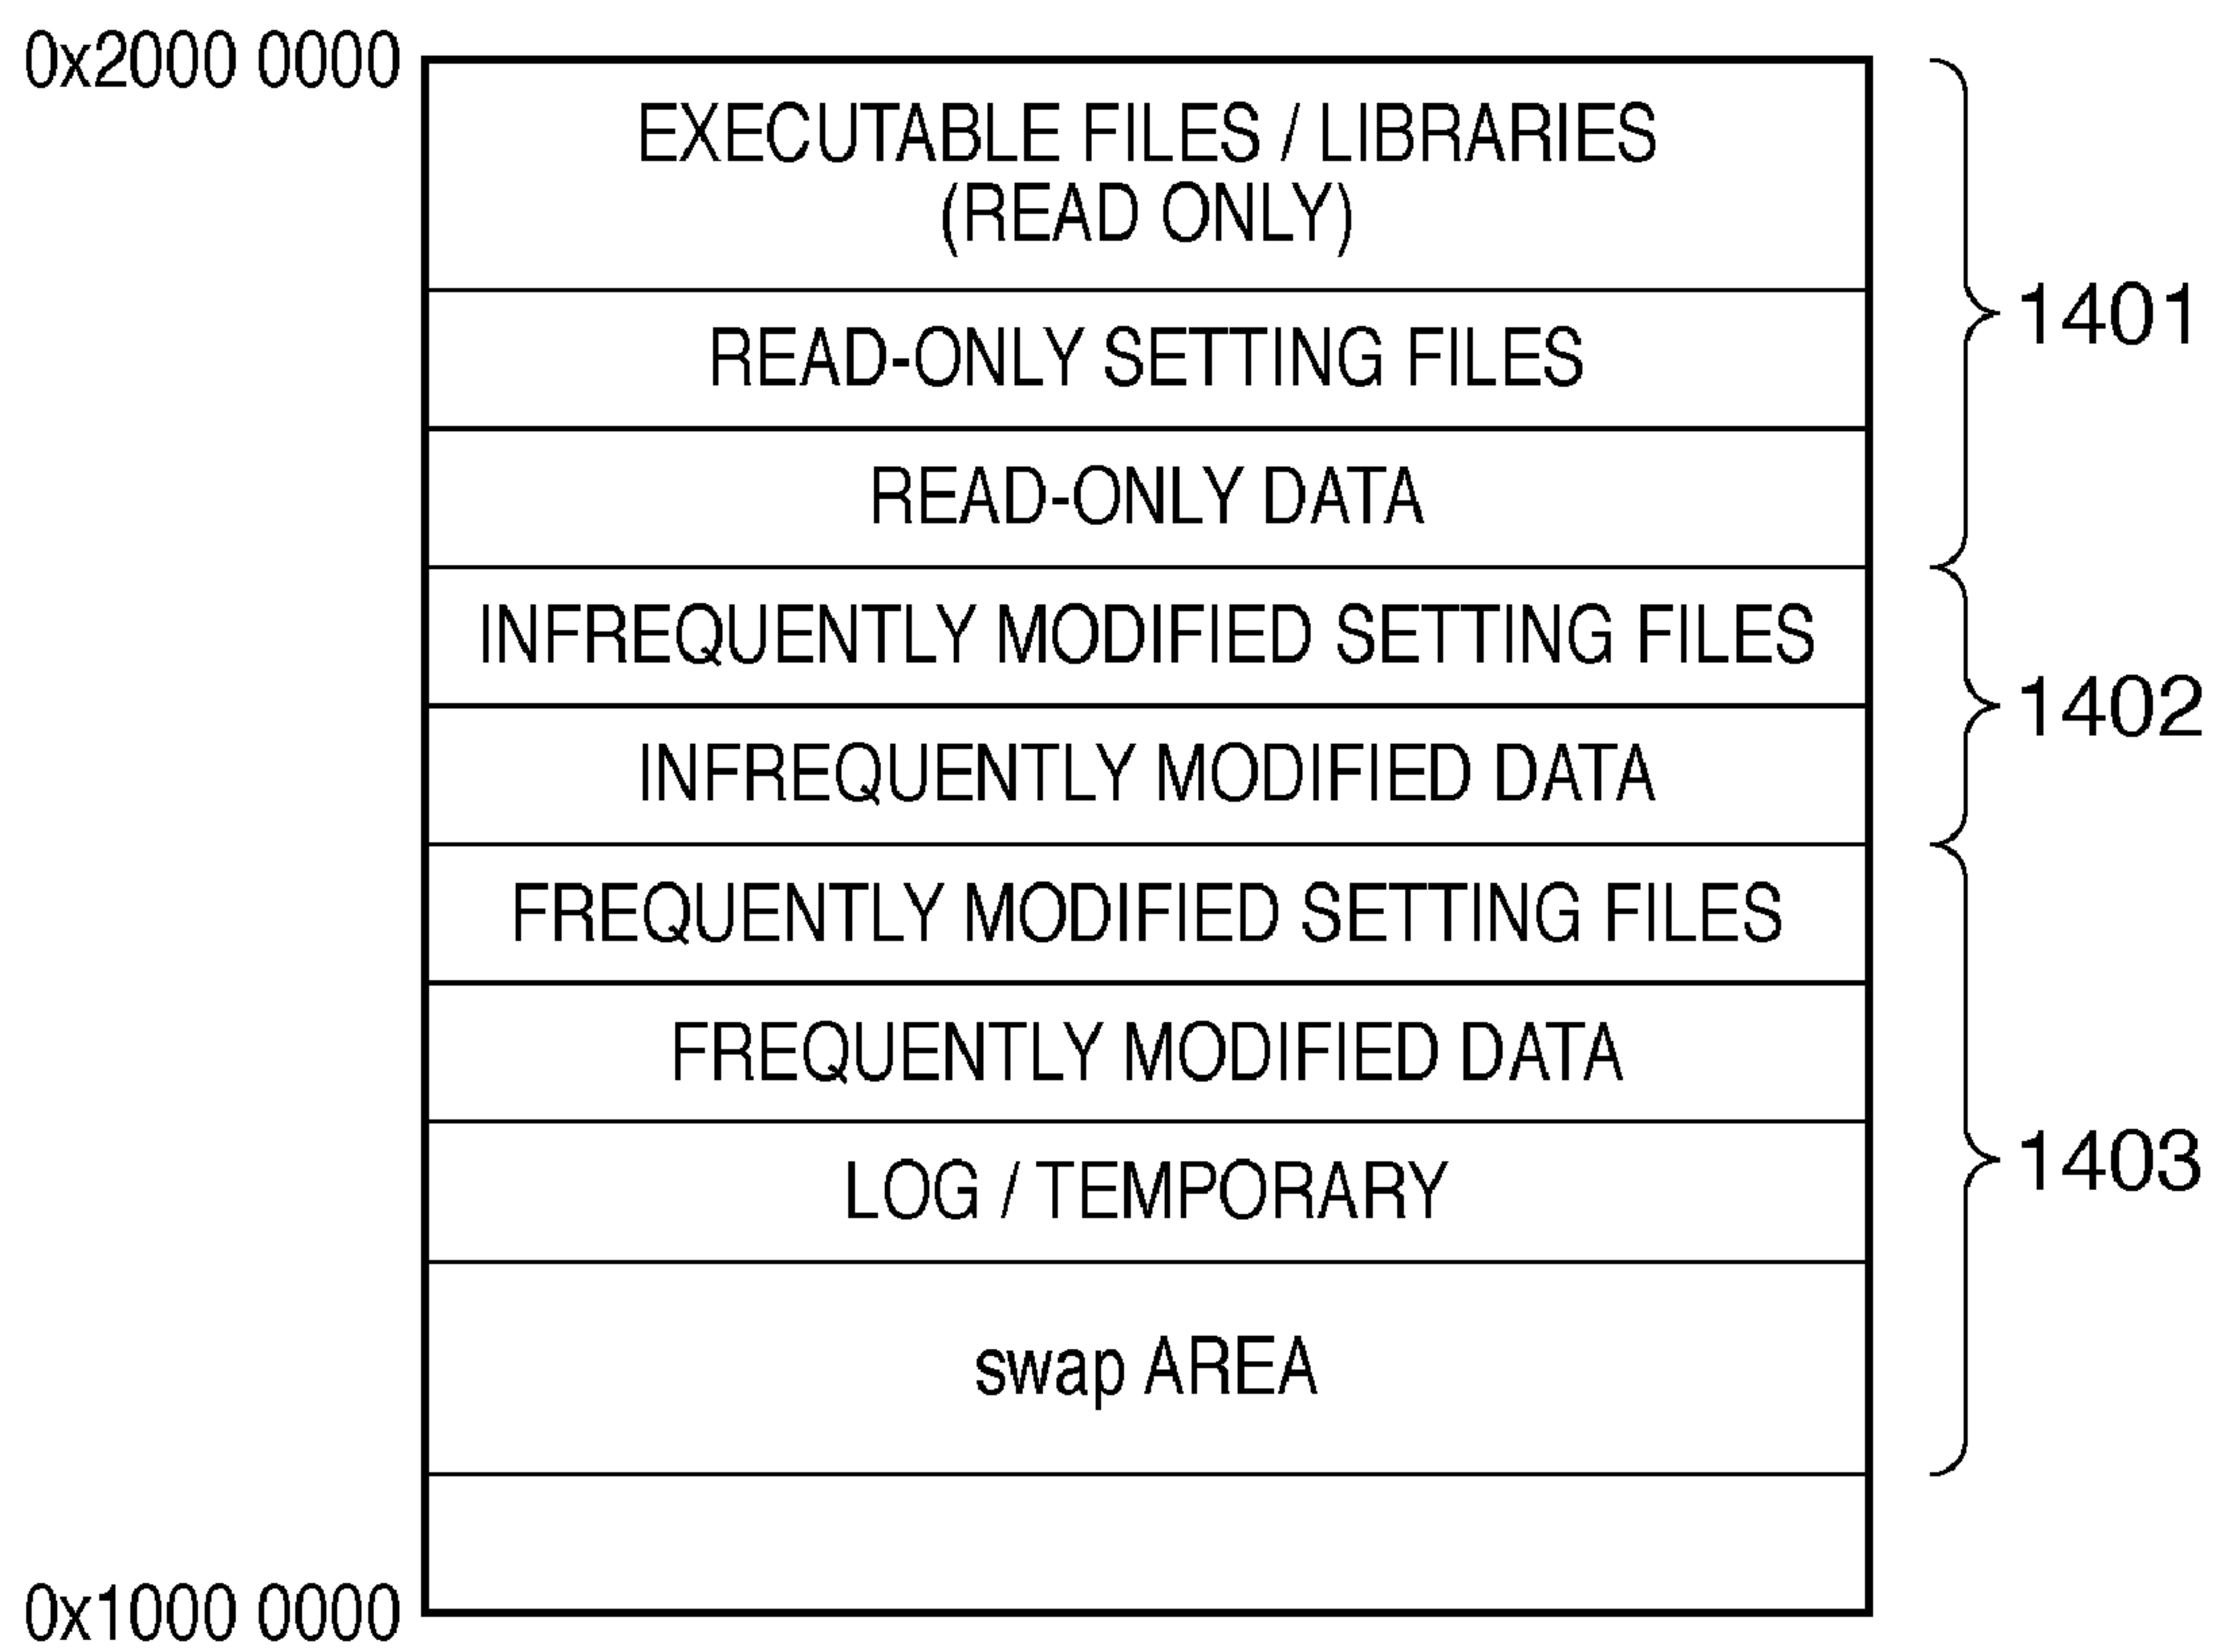 0x2000 0000
EXECUTABLE FILES / LIBRARIES
(READ ONLY)
READ-ONLY SETTING FILES
1401
READ-ONLY DATA
INFREQUENTLY MODIFIED SETTING FILES
1402
INFREQUENTLY MODIFIED DATA
FREQUENTLY MODIFIED SETTING FILES
FREQUENTLY MODIFIED DATA
LOG / TEMPORARY
1403
swap AREA
0x1000 0000